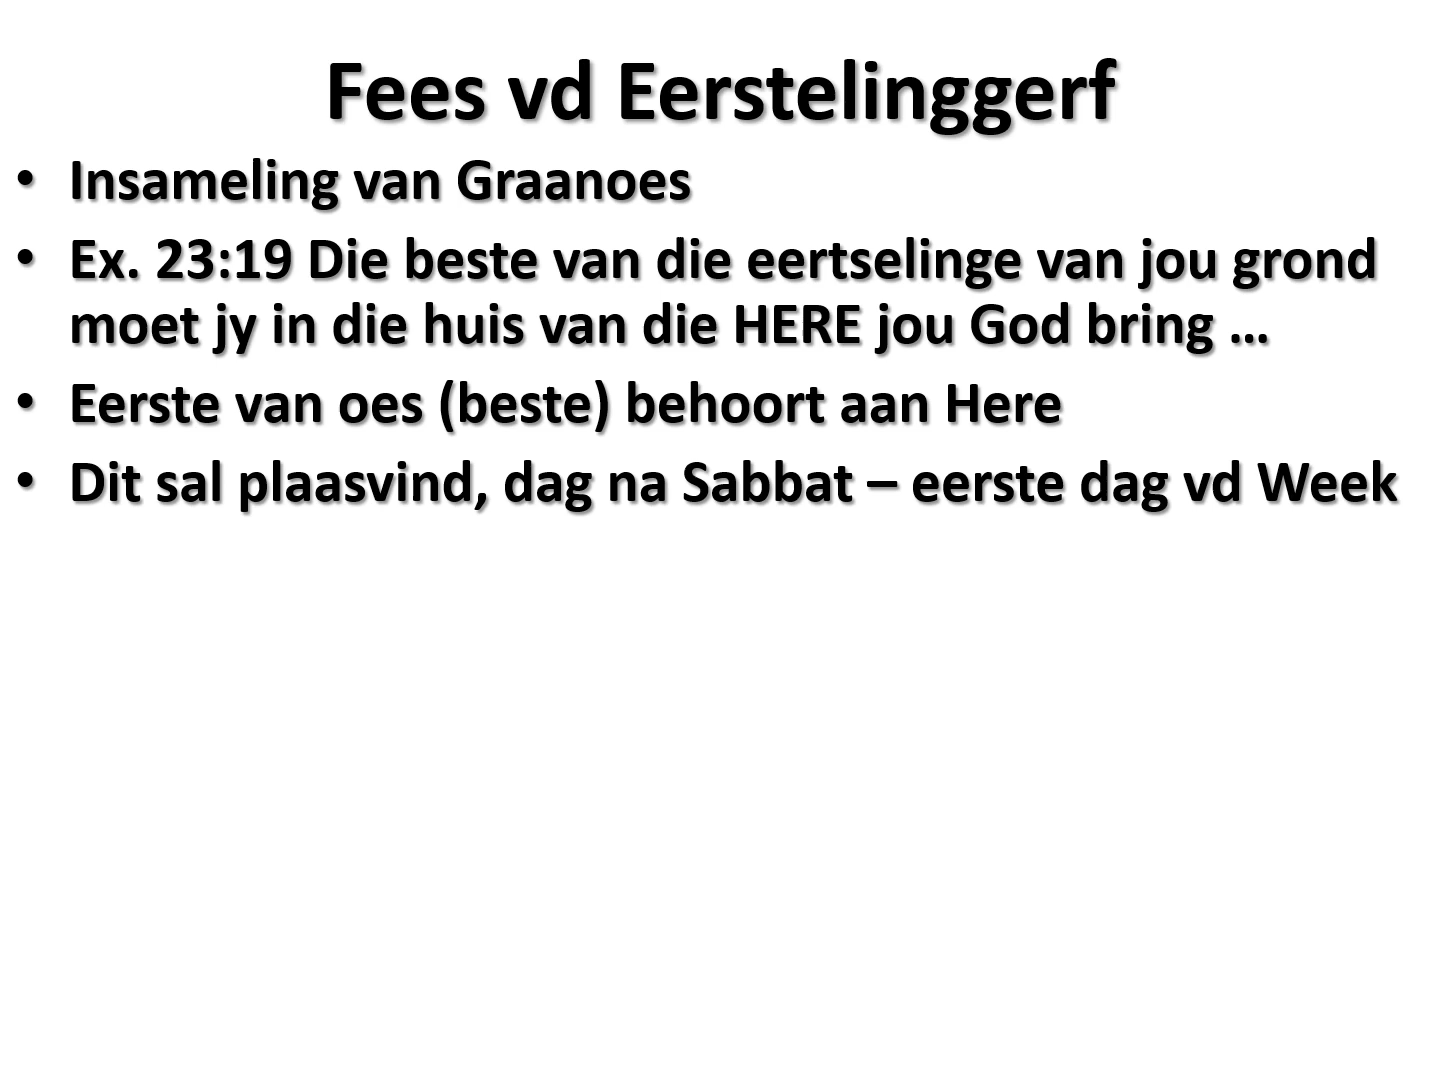 Fees vd Eerstelinggerf
• Insameling van Graanoes
• Ex. 23:19 Die beste van die eertselinge van jou grond
moet jy in die huis van die HERE jou God bring …
• Eerste van oes (beste) behoort aan Here
• Dit sal plaasvind, dag na Sabbat – eerste dag vd Week